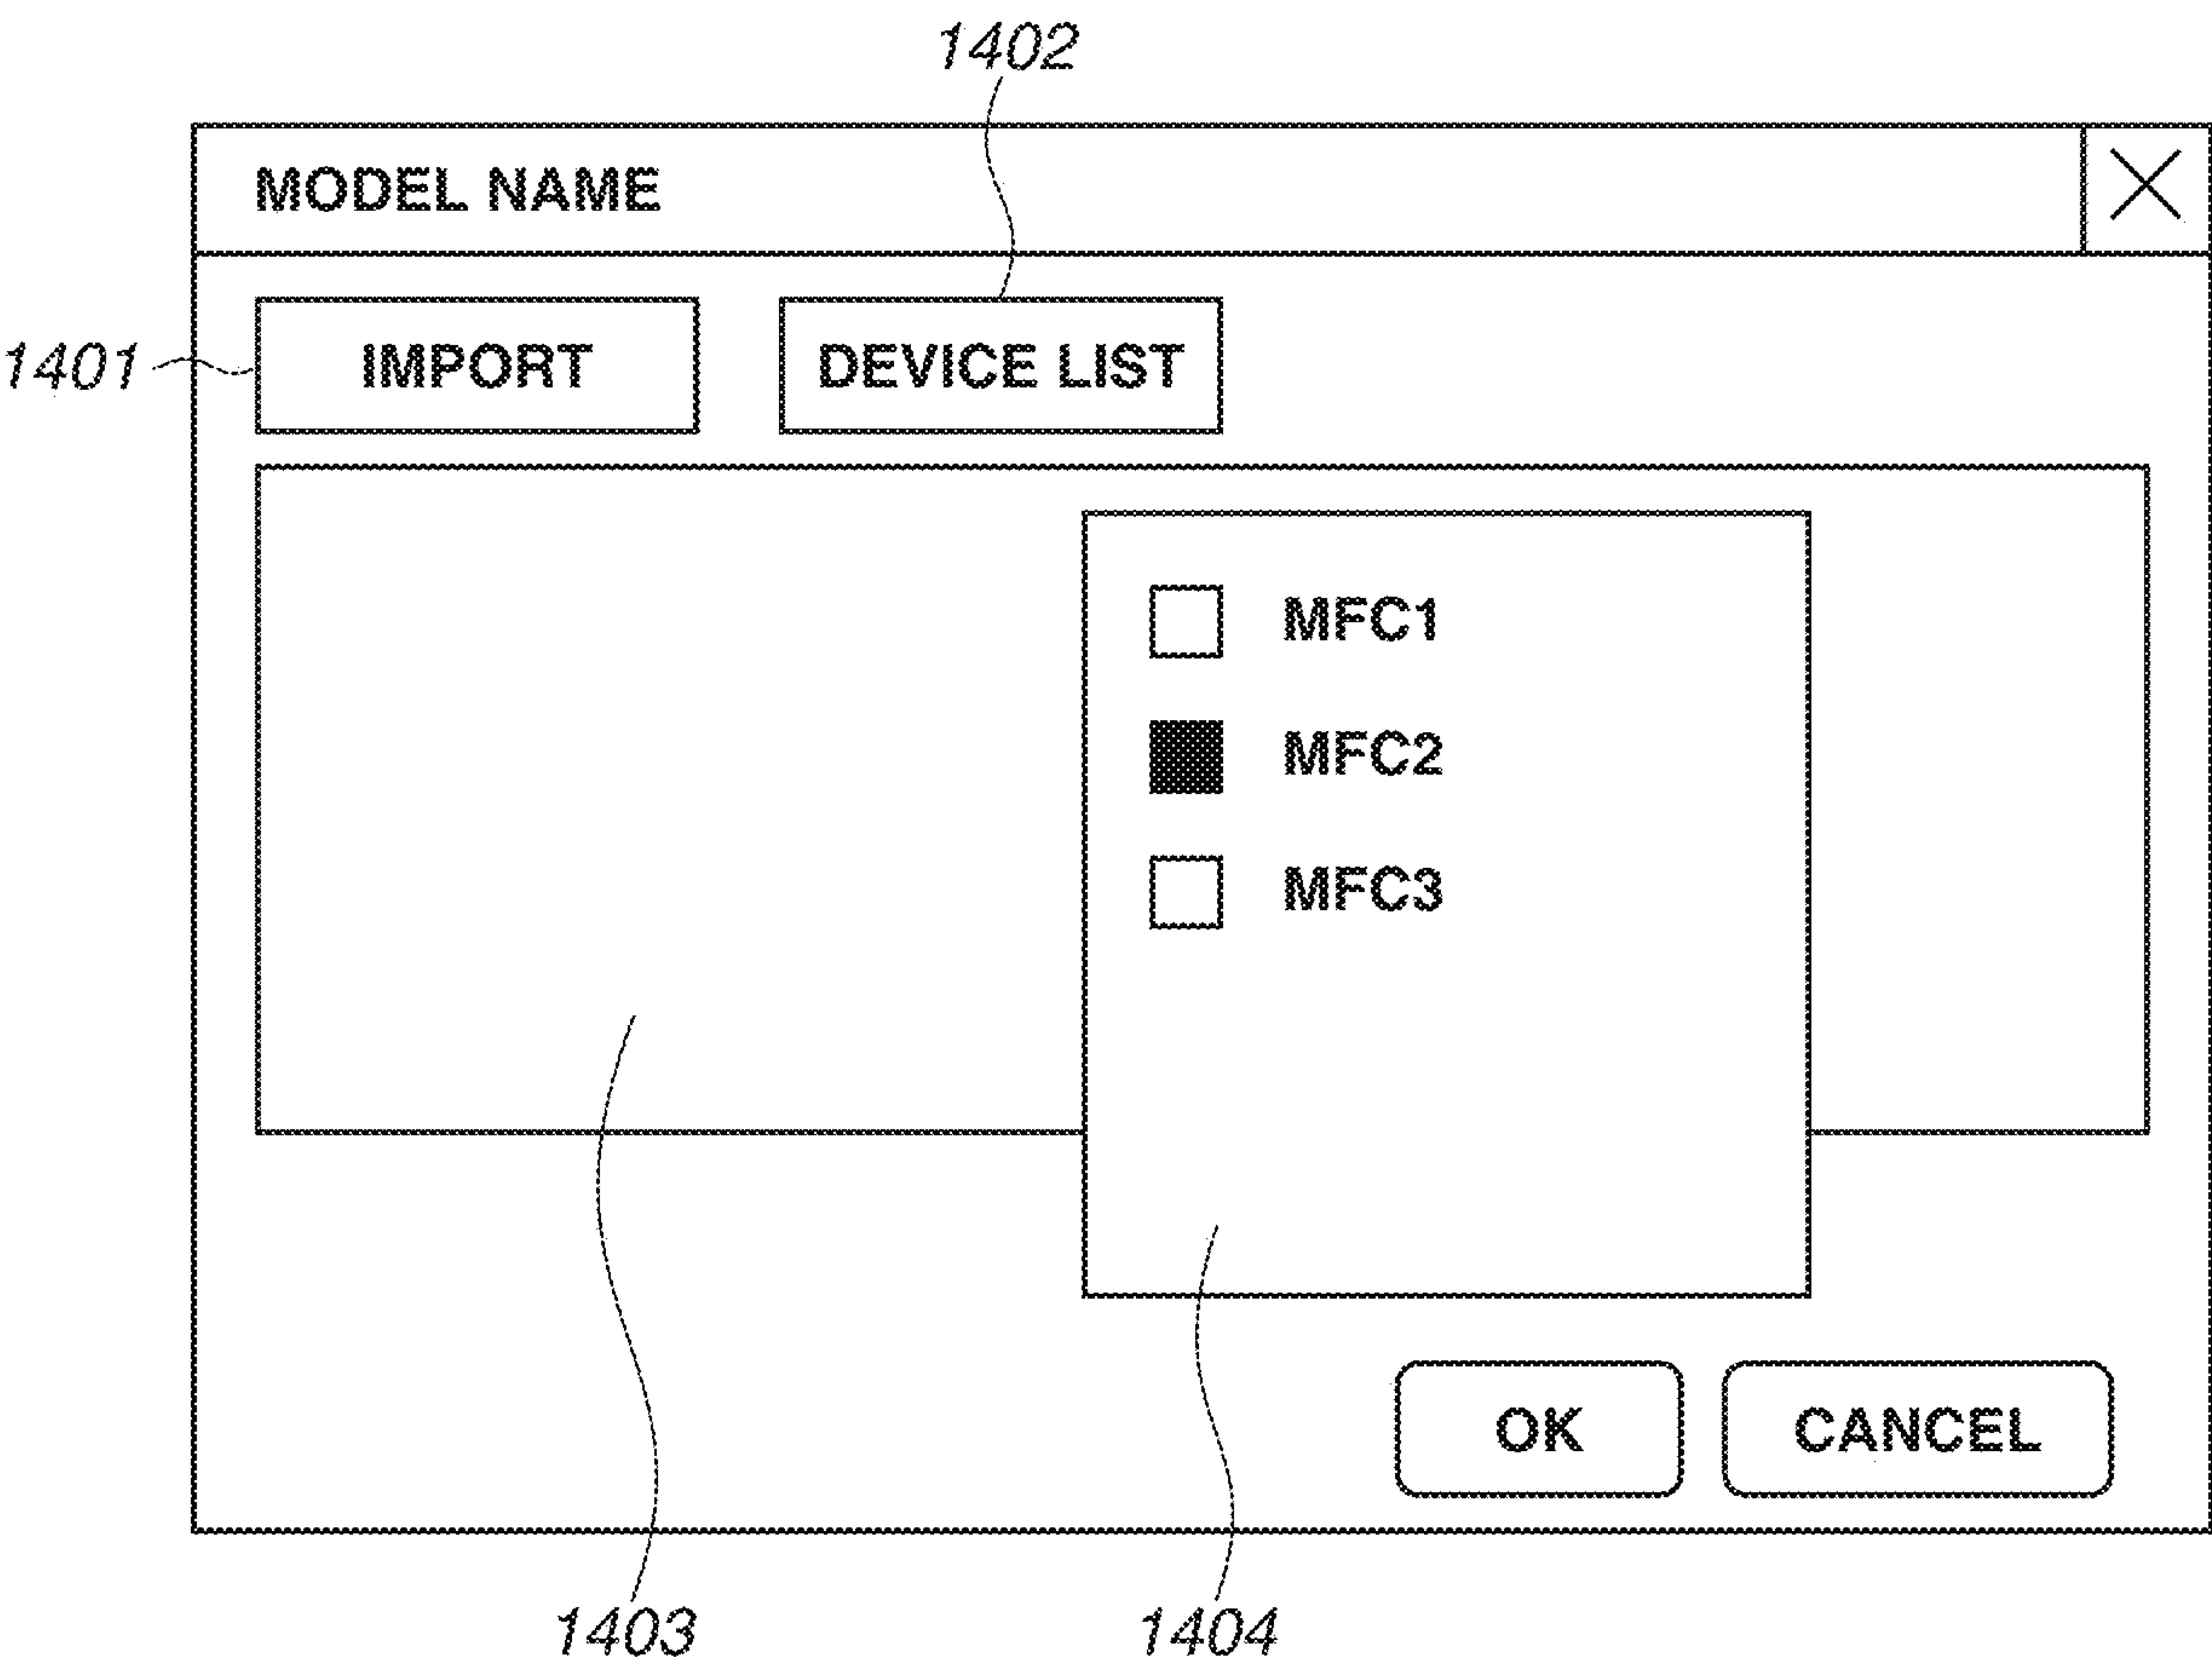 1402
MODEL NAME
1401
IMPORT
DEVICE LIST
MFC1
MFC2
MFC3
OK
CANCEL
1403
1404